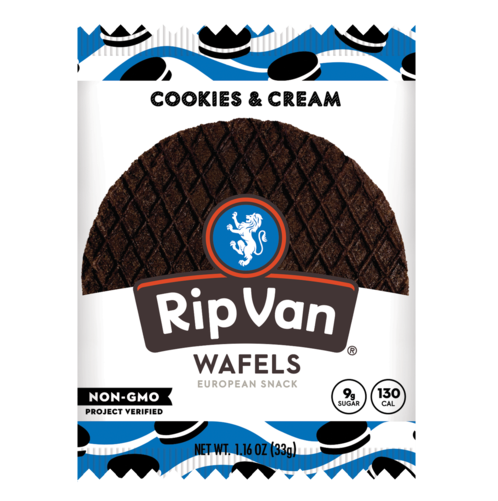 COOKIES & CREAM
Rip Van
®
WAFELS
EUROPEAN SNACK
NON-GMO
PROJECT VERIFIED
9g
SUGAR
130
CAL
NET WT. 1.16 OZ (33g)